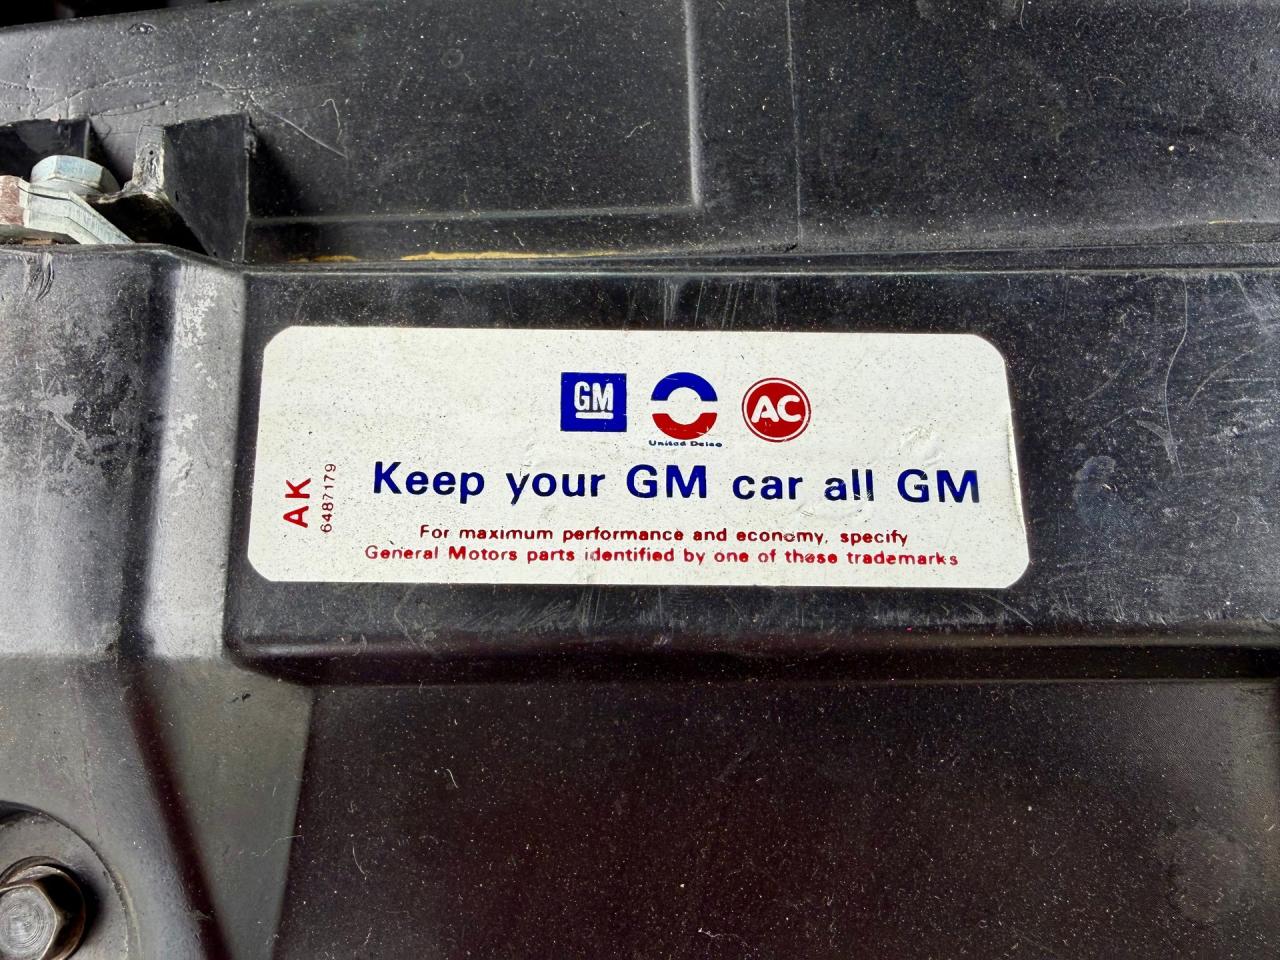 GM
United Delco
AC
Keep your GM car all GM
For maximum performance and economy, specify
General Motors parts identified by one of these trademarks
AK
6487179